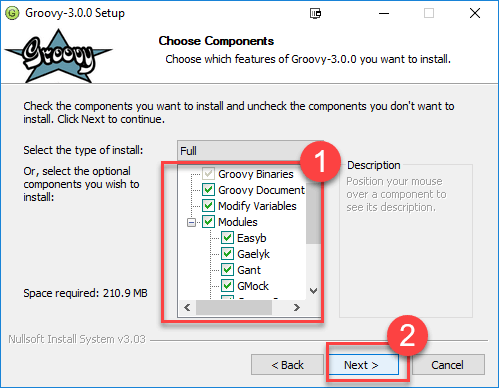 Groovy-3.0.0 Setup
Groovy
Choose Components
Choose which features of Groovy-3.0.0 you want to install.
Check the components you want to install and uncheck the components you don't want to
install. Click Next to continue.
Select the type of install:
Full
1
Or, select the optional
components you wish to
install:
Groovy Binaries
Groovy Document
Modify Variables
Modules
Easyb
Gaelyk
Gant
GMock
Description
Position your mouse
over a component to
see its description.
Space required: 210.9 MB
Nullsoft Install System v3.03
2
< Back
Next >
Cancel